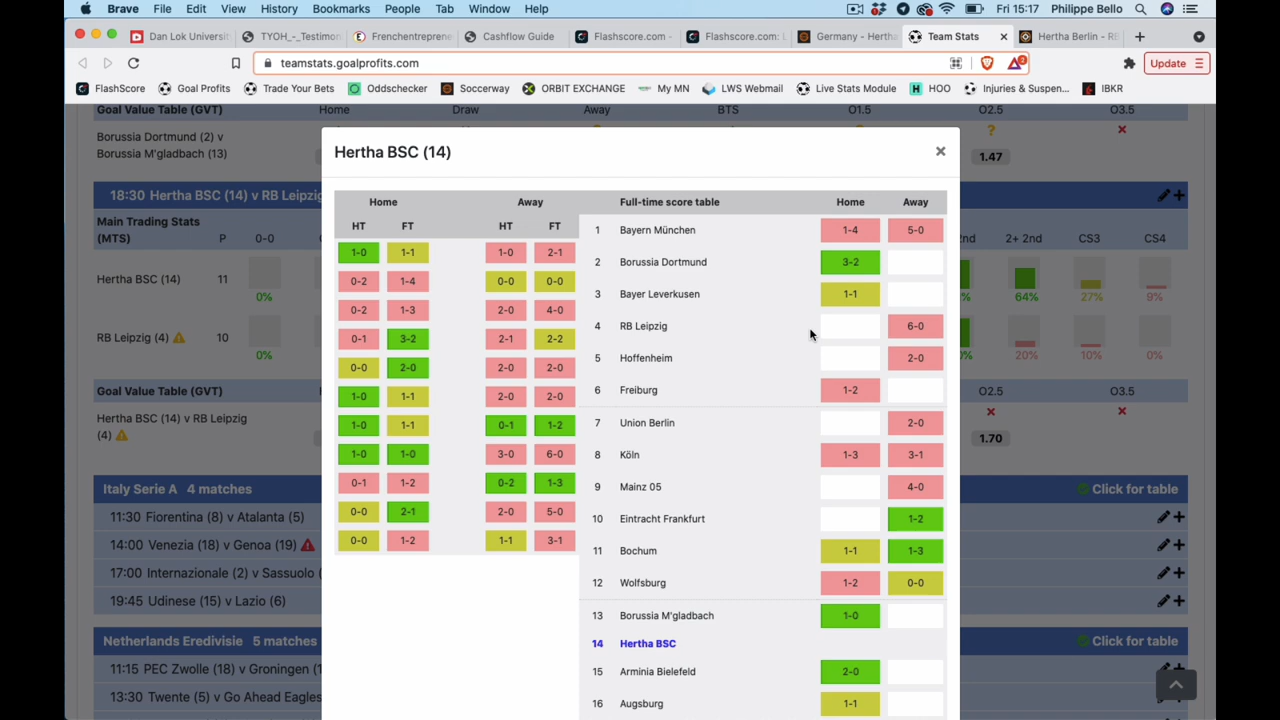 Brave File Edit View History Bookmarks People Tab Window Help Fri 15:17 Philippe Bello
Dan Lok Universi TYOH_-_Testimon Frenchentreprene Cashflow Guide Flashscore.com - Flashscore.com: L Germany - Hertha Team Stats Hertha Berlin - RB
teamstats.goalprofits.com 2 Update
FlashScore Goal Profits Trade Your Bets Oddschecker Soccerway ORBIT EXCHANGE My MN LWS Webmail Live Stats Module HOO Injuries & Suspen... IBKR
Goal Value Table (GVT) Home Draw Away BTS O1.5 O2.5 O3.5
Borussia Dortmund (2) v ?
Borussia M'gladbach (13) 1.47
Hertha BSC (14)
18:30 Hertha BSC (14) v RB Leipzig
Home Away Full-time score table Home Away
Main Trading Stats
(MTS) P 0-0 2nd 2+ 2nd CS3 CS4
HT FT HT FT
1 Bayern München 1-4 5-0
1-0 1-1 1-0 2-1
2 Borussia Dortmund 3-2
0-2 1-4 0-0 0-0
Hertha BSC (14) 11 0% % 64% 27% 9%
3 Bayer Leverkusen 1-1
0-2 1-3 2-0 4-0
4 RB Leipzig 6-0
0-1 3-2 2-1 2-2
RB Leipzig (4) 10 0% 0% 20% 10% 0%
5 Hoffenheim 2-0
0-0 2-0 2-0 2-0
6 Freiburg 1-2
Goal Value Table (GVT) O2.5 O3.5
1-0 1-1 2-0 2-0
Hertha BSC (14) v RB Leipzig
(4) 1.70
7 Union Berlin 2-0
1-0 1-1 0-1 1-2
8 Köln 1-3 3-1
1-0 1-0 3-0 6-0
9 Mainz 05 4-0
0-1 1-2 0-2 1-3
Italy Serie A 4 matches Click for table
10 Eintracht Frankfurt 1-2
0-0 2-1 2-0 5-0
11:30 Fiorentina (8) v Atalanta (5)
0-0 1-2 1-1 3-1
14:00 Venezia (18) v Genoa (19)
11 Bochum 1-1 1-3
17:00 Internazionale (2) v Sassuolo (
12 Wolfsburg 1-2 0-0
19:45 Udinese (15) v Lazio (6)
13 Borussia M'gladbach 1-0
Netherlands Eredivisie 5 matches Click for table
14 Hertha BSC
11:15 PEC Zwolle (18) v Groningen (1
15 Arminia Bielefeld 2-0
13:30 Twente (5) v Go Ahead Eagles
16 Augsburg 1-1